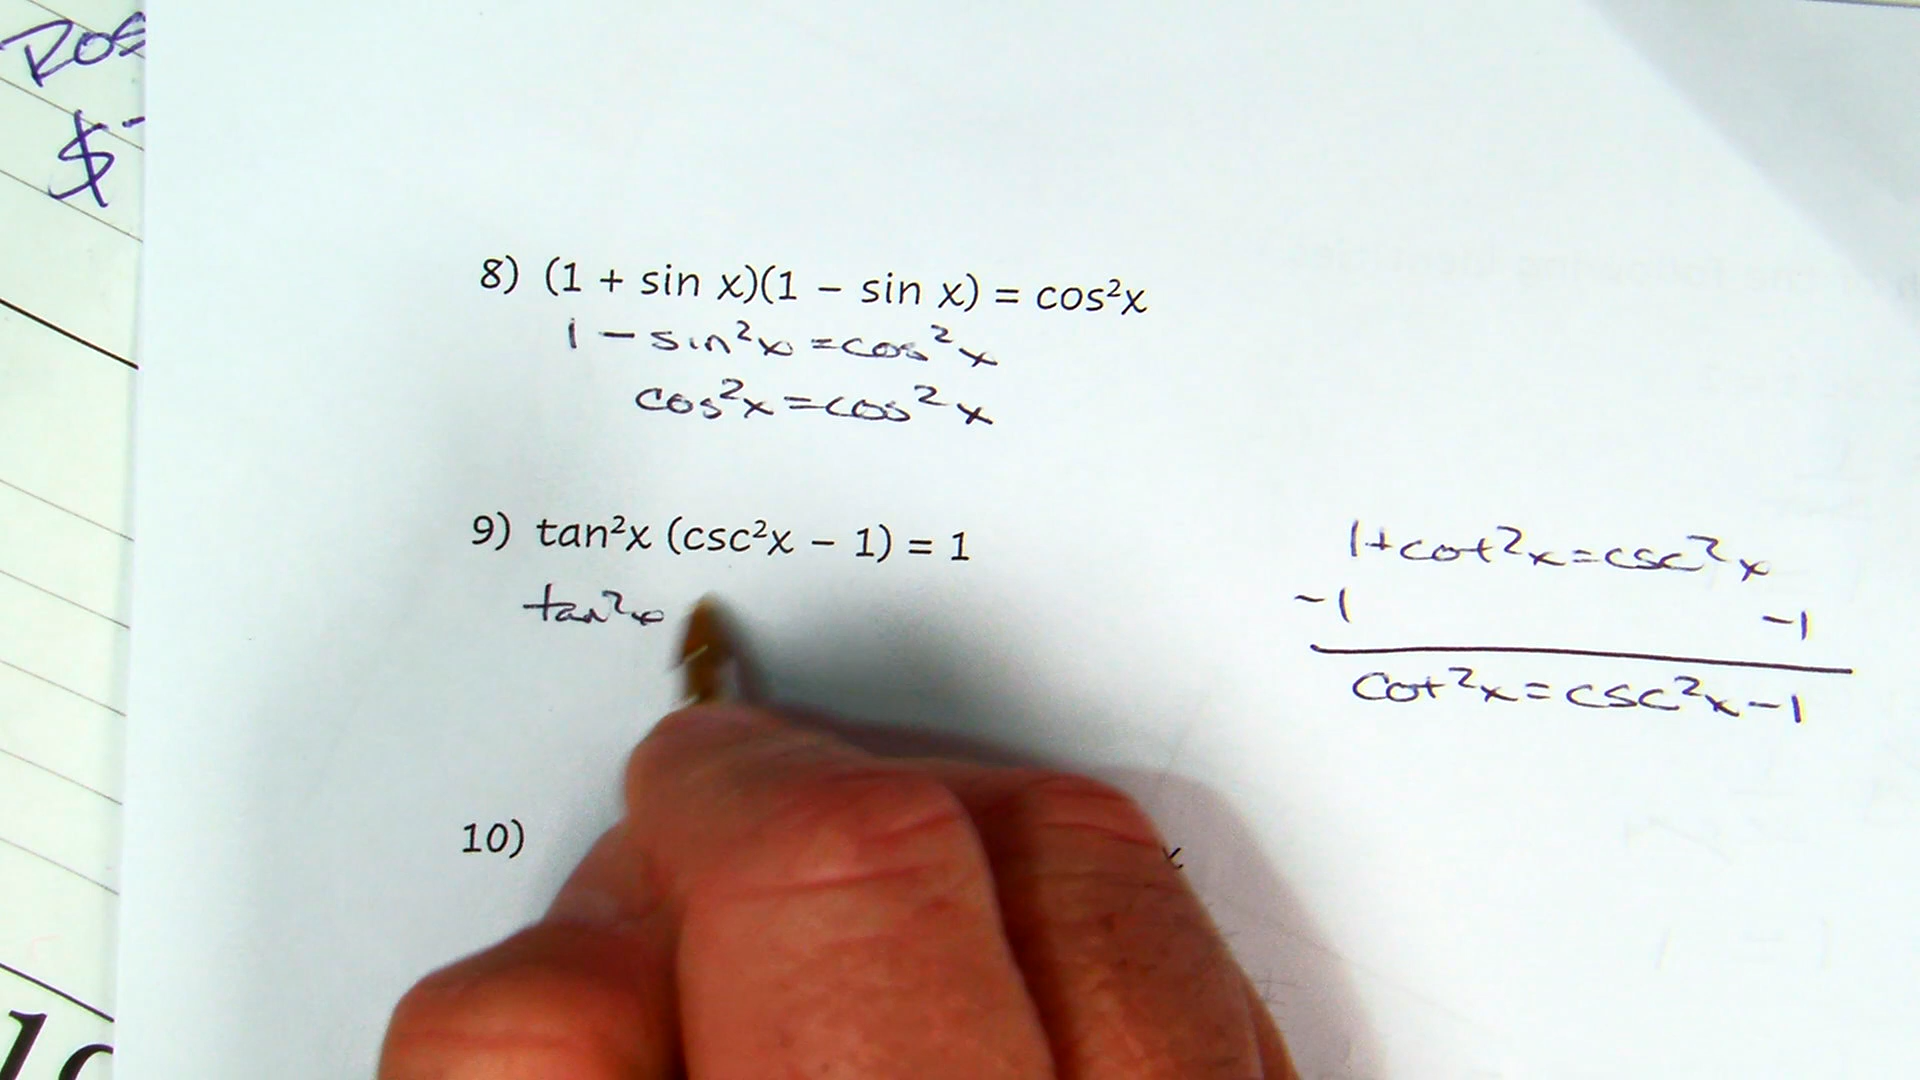 $
8) (1 + sin x)(1 – sin x) = cos²x
1 – sin²x = cos²x
cos²x = cos²x
9) tan²x (csc²x – 1) = 1
tan²x
1 + cot²x = csc²x
-1 -1
cot²x = csc²x - 1
10) x